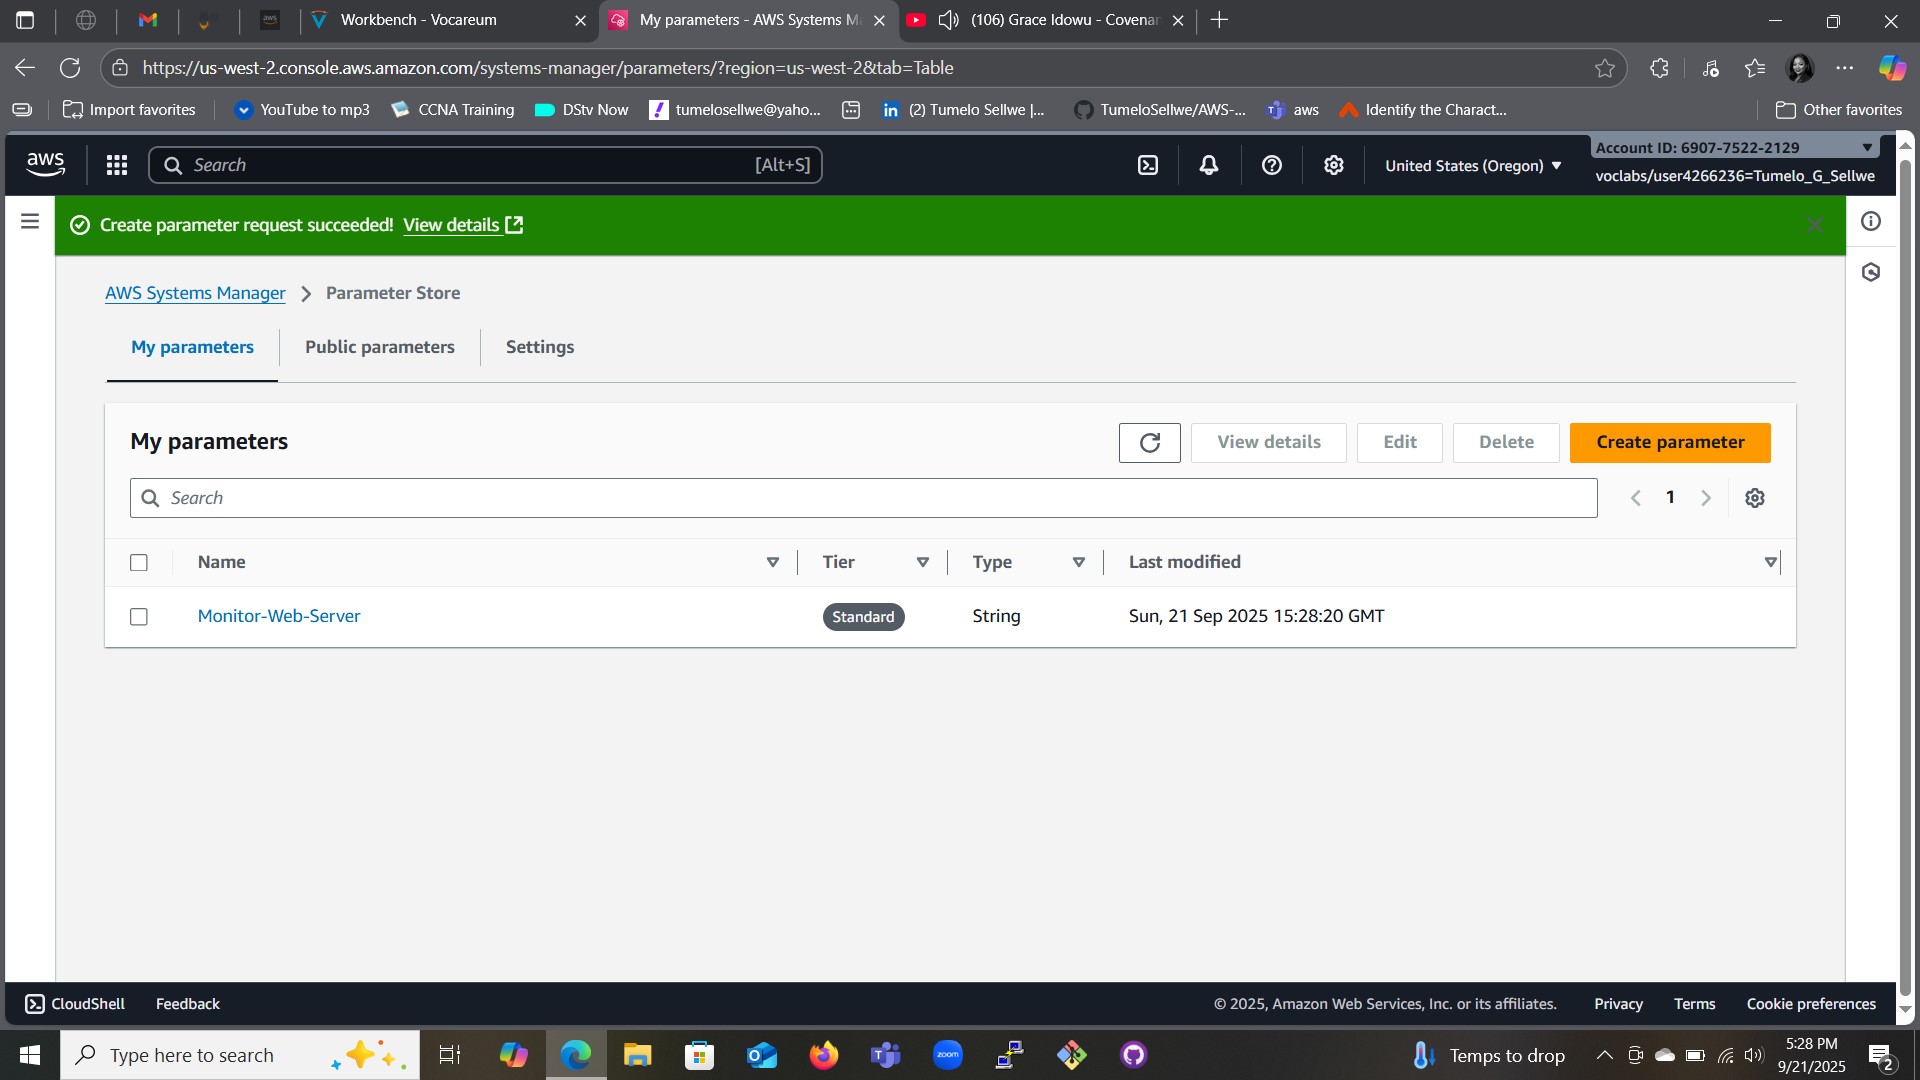 Workbench - Vocareum
My parameters - AWS Systems M
(106) Grace Idowu - Covenan
https://us-west-2.console.aws.amazon.com/systems-manager/parameters/?region=us-west-2&tab=Table
Import favorites
YouTube to mp3
CCNA Training
DStv Now
tumelosellwe@yaho...
(2) Tumelo Sellwe |...
TumeloSellwe/AWS-...
aws
Identify the Charact...
Other favorites
aws
Search
[Alt+S]
United States (Oregon)
Account ID: 6907-7522-2129
voclabs/user4266236=Tumelo_G_Sellwe
Create parameter request succeeded! View details
AWS Systems Manager > Parameter Store
My parameters
Public parameters
Settings
My parameters
View details
Edit
Delete
Create parameter
Search
1
Name
Tier
Type
Last modified
Monitor-Web-Server
Standard
String
Sun, 21 Sep 2025 15:28:20 GMT
CloudShell
Feedback
© 2025, Amazon Web Services, Inc. or its affiliates.
Privacy
Terms
Cookie preferences
Type here to search
zoom
Temps to drop
5:28 PM
9/21/2025
2